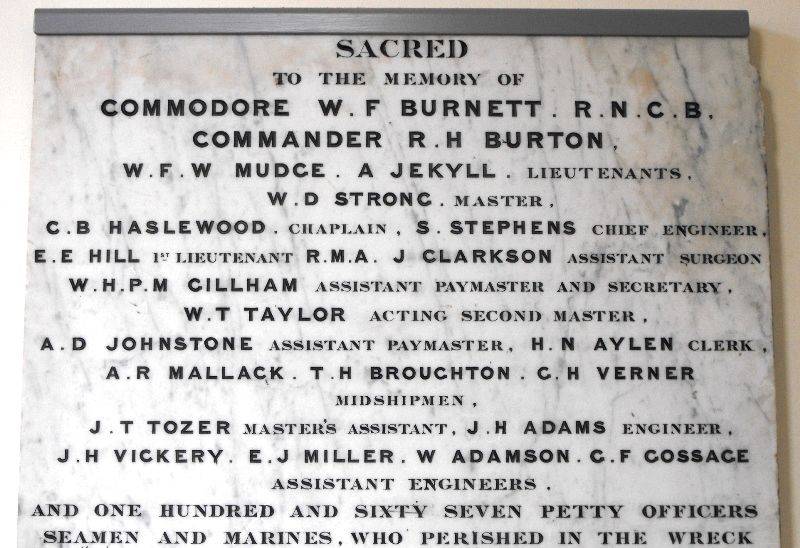 SACRED
TO THE MEMORY OF
COMMODORE W.F BURNETT. R.N.C.B.
COMMANDER R.H BURTON,
W.F.W MUDGE. A JEKYLL. LIEUTENANTS,
W.D STRONG. MASTER,
C.B HASLEWOOD. CHAPLAIN, S. STEPHENS CHIEF ENGINEER,
E.E HILL 1ST LIEUTENANT R.M.A. J CLARKSON ASSISTANT SURGEON
W.H.P.M GILLHAM ASSISTANT PAYMASTER AND SECRETARY,
W.T TAYLOR ACTING SECOND MASTER,
A.D JOHNSTONE ASSISTANT PAYMASTER, H.N AYLEN CLERK,
A.R MALLACK. T.H BROUGHTON. G.H VERNER
MIDSHIPMEN,
J.T TOZER MASTER'S ASSISTANT, J.H ADAMS ENGINEER,
J.H VICKERY. E.J MILLER. W ADAMSON. C.F GOSSAGE
ASSISTANT ENGINEERS.
AND ONE HUNDRED AND SIXTY SEVEN PETTY OFFICERS
SEAMEN AND MARINES, WHO PERISHED IN THE WRECK